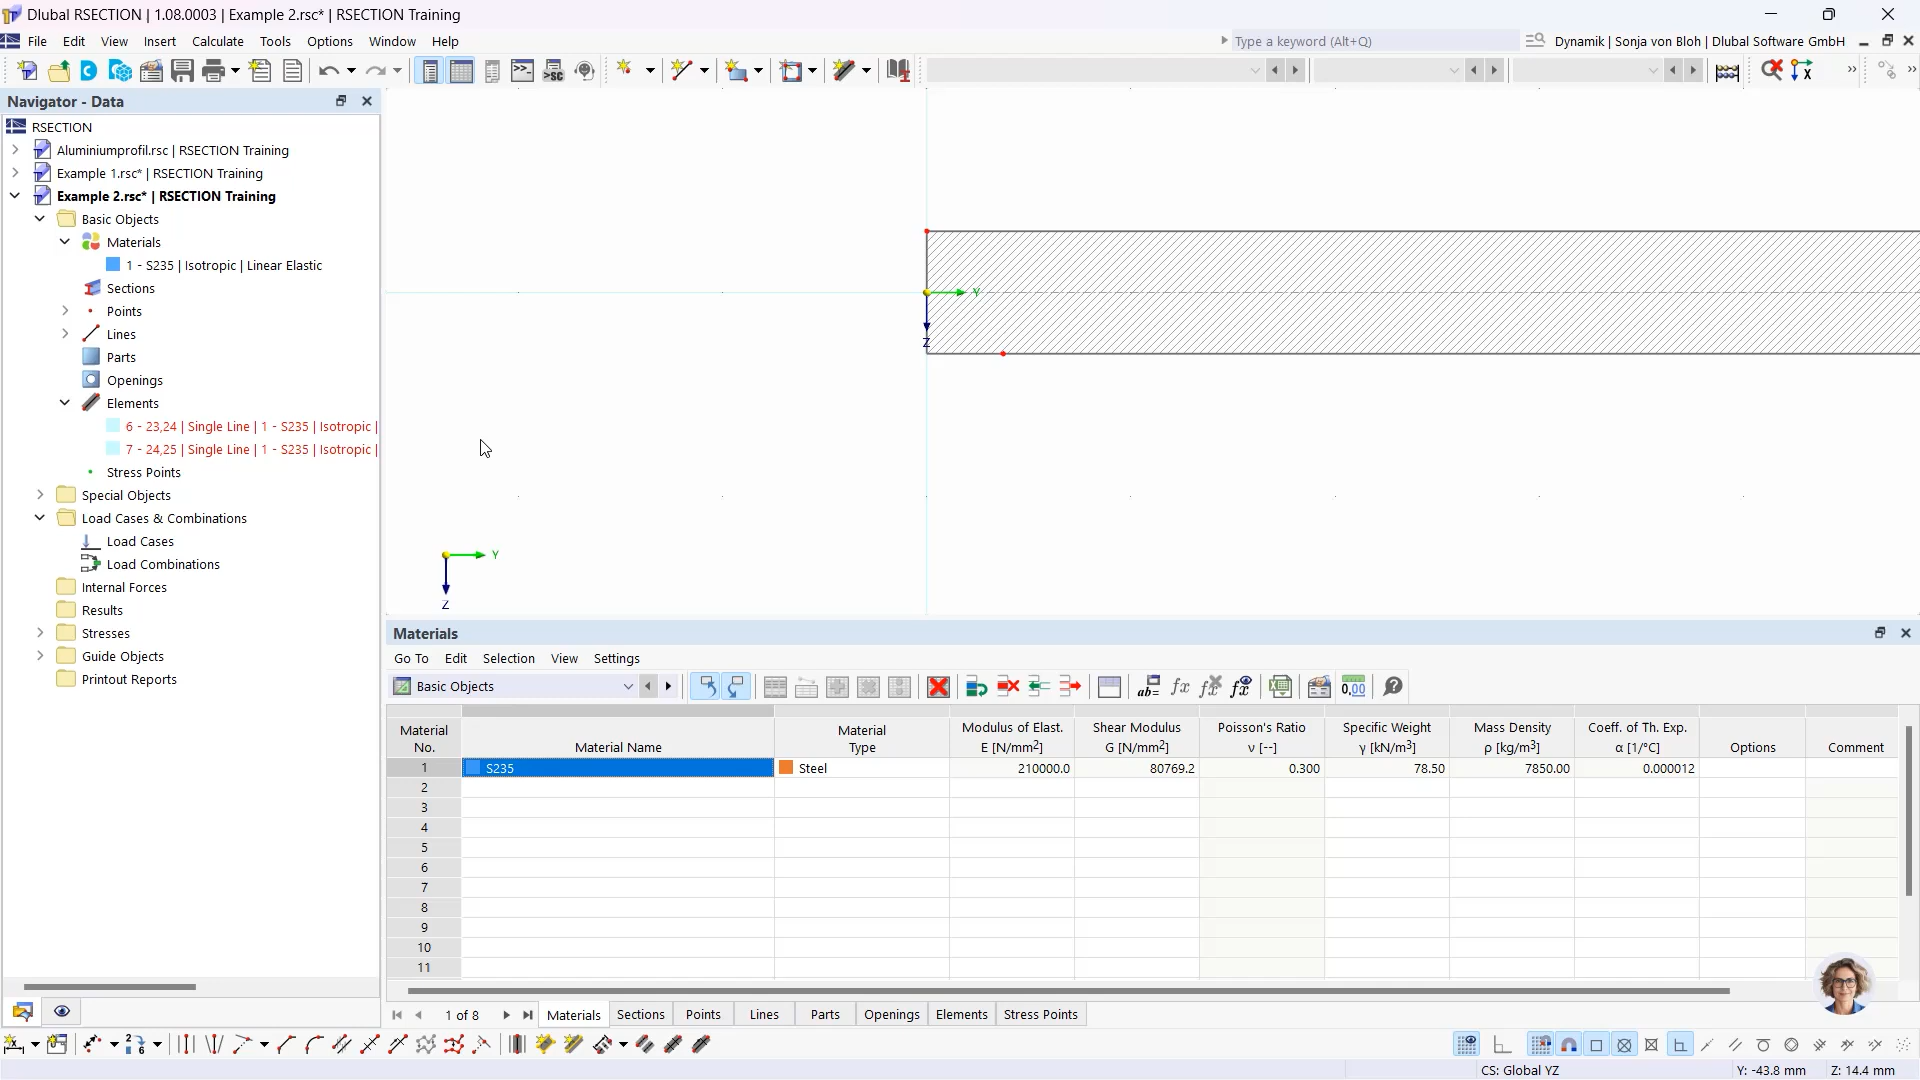 Dlubal RSECTION | 1.08.0003 | Example 2.rsc* | RSECTION Training
File Edit View Insert Calculate Tools Options Window Help
Type a keyword (Alt+Q)
Dynamik | Sonja von Bloh | Dlubal Software GmbH
Navigator - Data
RSECTION
Aluminiumprofil.rsc | RSECTION Training
Example 1.rsc* | RSECTION Training
Example 2.rsc* | RSECTION Training
Basic Objects
Materials
1 - S235 | Isotropic | Linear Elastic
Sections
Points
Lines
Parts
Openings
Elements
6 - 23,24 | Single Line | 1 - S235 | Isotropic |
7 - 24,25 | Single Line | 1 - S235 | Isotropic |
Stress Points
Special Objects
Load Cases & Combinations
Load Cases
Load Combinations
Internal Forces
Results
Stresses
Guide Objects
Printout Reports
Y
Z
Y
Z
Materials
Go To Edit Selection View Settings
Basic Objects
Material No. Material Name Material Type Modulus of Elast. E [N/mm²] Shear Modulus G [N/mm²] Poisson's Ratio ν [--] Specific Weight γ [kN/m³] Mass Density ρ [kg/m³] Coeff. of Th. Exp. α [1/°C] Options Comment
1 S235 Steel 210000.0 80769.2 0.300 78.50 7850.00 0.000012
2
3
4
5
6
7
8
9
10
11
1 of 8 Materials Sections Points Lines Parts Openings Elements Stress Points
CS: Global YZ Y: -43.8 mm Z: 14.4 mm